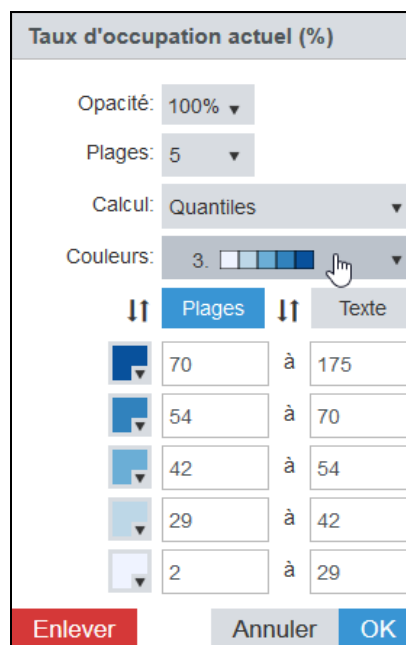 Taux d'occupation actuel (%)
Opacité: 100%
Plages: 5
Calcul: Quantiles
Couleurs: 3.
Plages Texte
70 à 175
54 à 70
42 à 54
29 à 42
2 à 29
Enlever Annuler OK